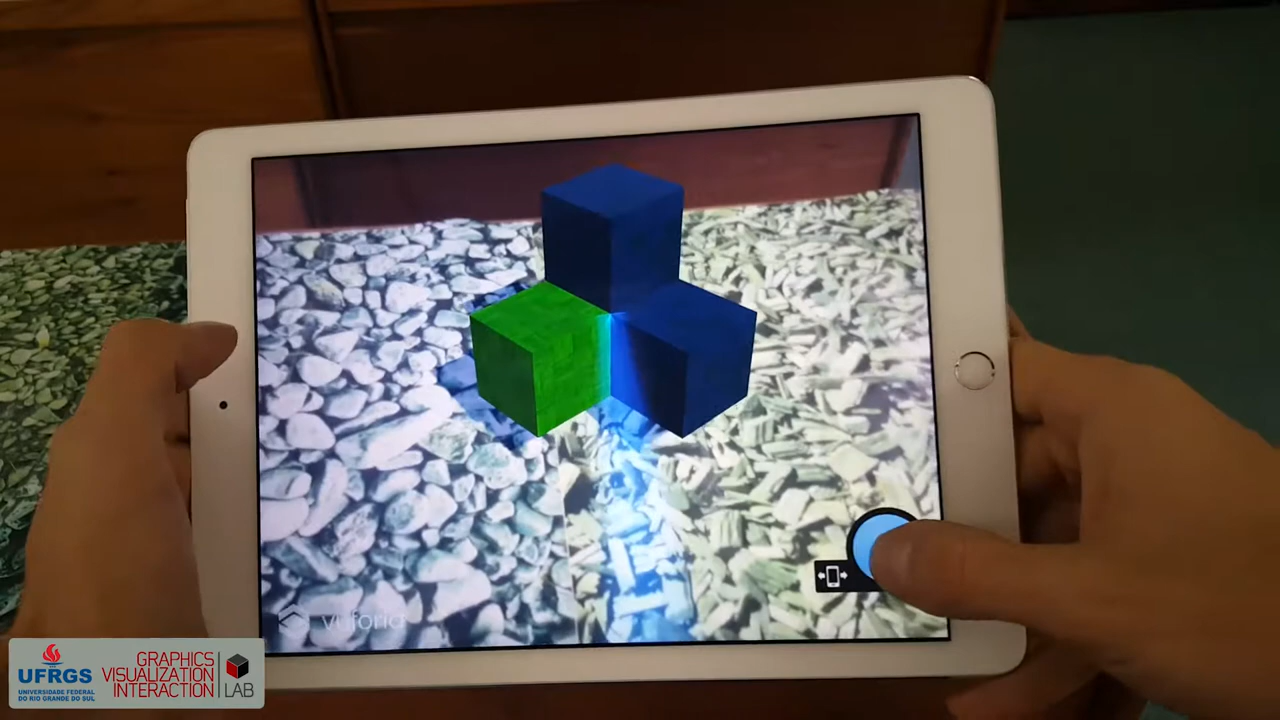 vuforia
UFRGS
UNIVERSIDADE FEDERAL
DO RIO GRANDE DO SUL
GRAPHICS
VISUALIZATION
INTERACTION
LAB